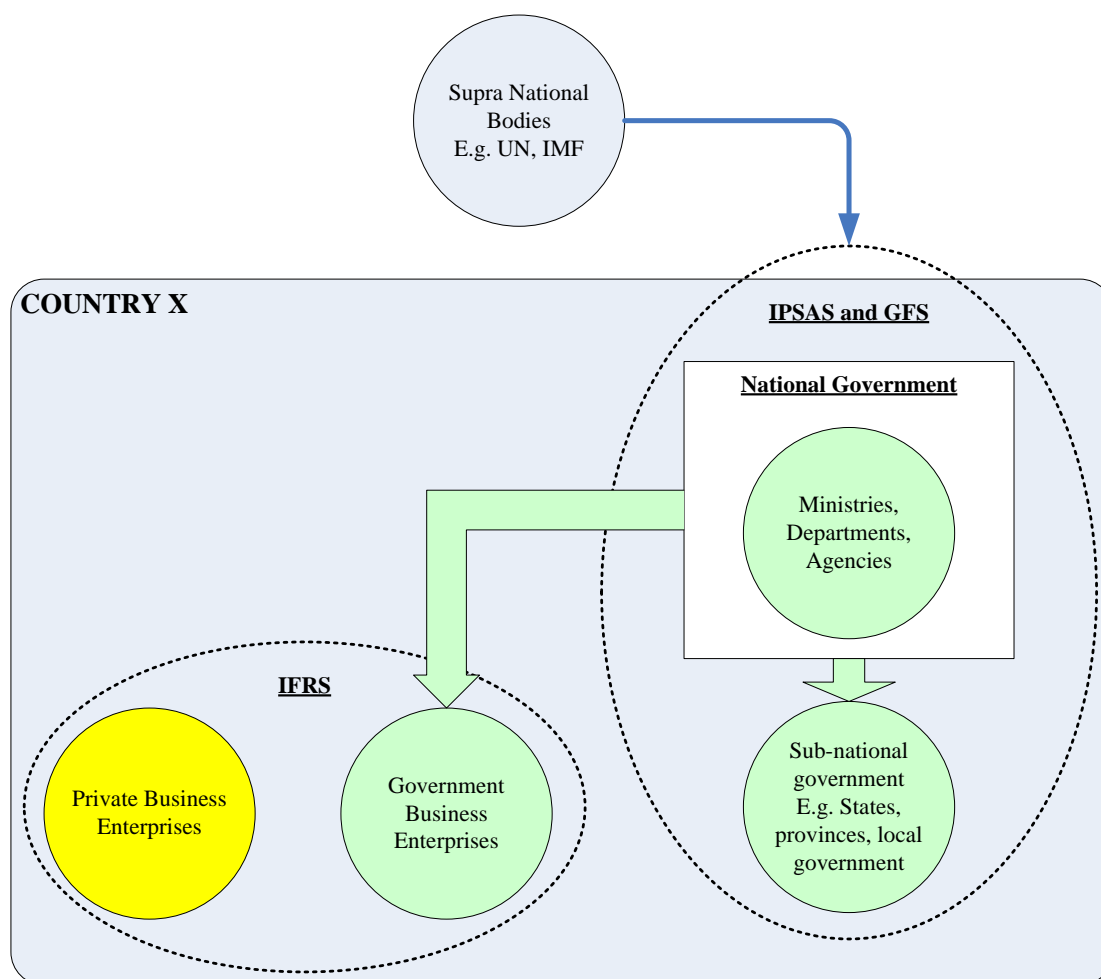 Supra National
Bodies
E.g. UN, IMF
COUNTRY X
IPSAS and GFS
National Government
Ministries,
Departments,
Agencies
IFRS
Private Business
Enterprises
Government
Business
Enterprises
Sub-national
government
E.g. States,
provinces, local
government